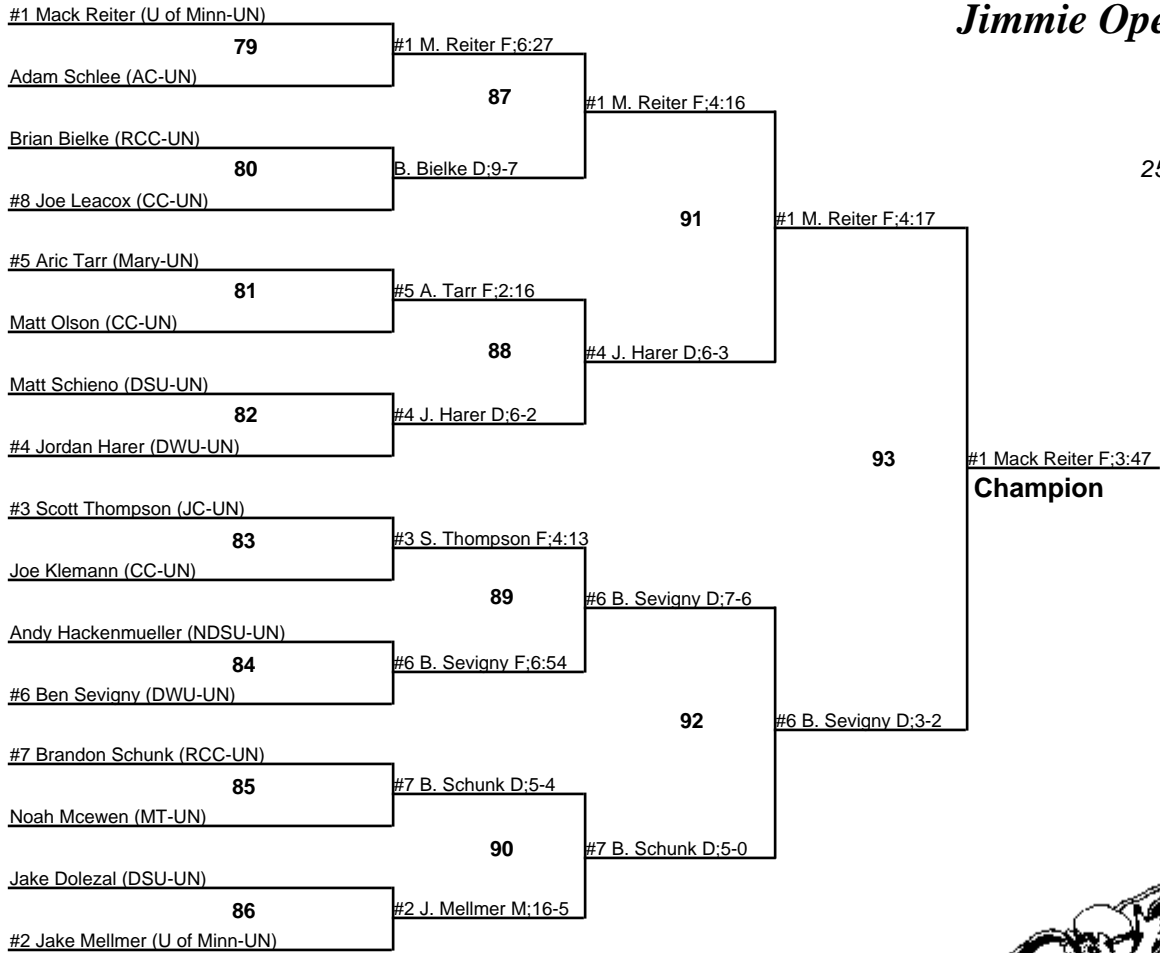 #1 Mack Reiter (U of Minn-UN)
Jimmie Ope
79
#1 M. Reiter F;6:27
Adam Schlee (AC-UN)
87
#1 M. Reiter F;4:16
Brian Bielke (RCC-UN)
80
B. Bielke D;9-7
25
#8 Joe Leacox (CC-UN)
91
#1 M. Reiter F;4:17
#5 Aric Tarr (Mary-UN)
81
#5 A. Tarr F;2:16
Matt Olson (CC-UN)
88
#4 J. Harer D;6-3
Matt Schieno (DSU-UN)
82
#4 J. Harer D;6-2
#4 Jordan Harer (DWU-UN)
93
#1 Mack Reiter F;3:47
Champion
#3 Scott Thompson (JC-UN)
83
#3 S. Thompson F;4:13
Joe Klemann (CC-UN)
89
#6 B. Sevigny D;7-6
Andy Hackenmueller (NDSU-UN)
84
#6 B. Sevigny F;6:54
#6 Ben Sevigny (DWU-UN)
92
#6 B. Sevigny D;3-2
#7 Brandon Schunk (RCC-UN)
85
#7 B. Schunk D;5-4
Noah Mcewen (MT-UN)
90
#7 B. Schunk D;5-0
Jake Dolezal (DSU-UN)
86
#2 J. Mellmer M;16-5
#2 Jake Mellmer (U of Minn-UN)